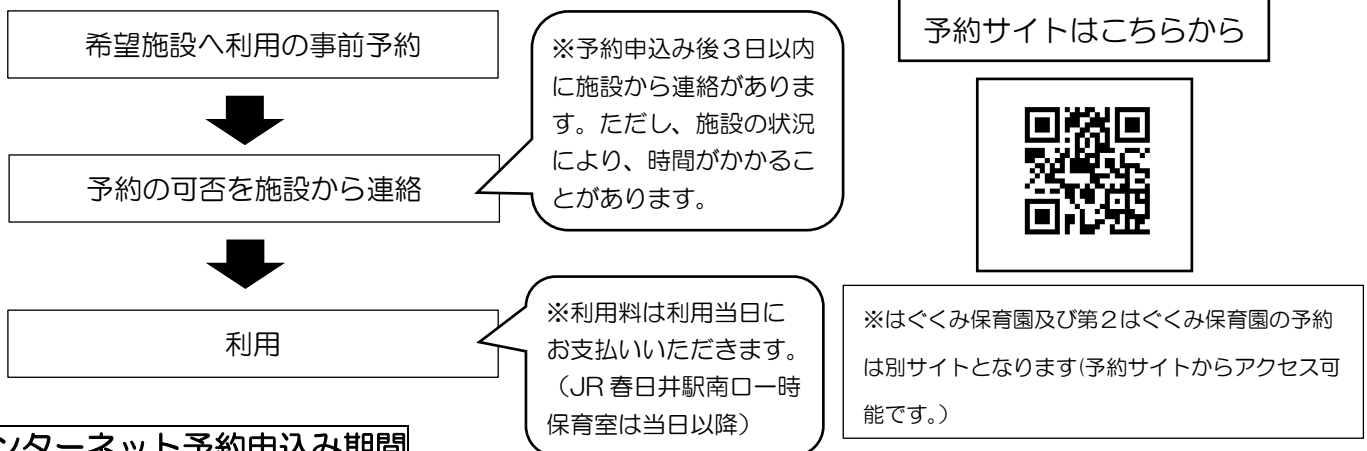 希望施設へ利用の事前予約
※予約申込み後3日以内
に施設から連絡がありま
す。ただし、施設の状況
により、時間がかかるこ
とがあります。
予約の可否を施設から連絡
※利用料は利用当日に
お支払いいただきます。
（JR 春日井駅南口一時
保育室は当日以降）
利用
予約サイトはこちらから
※はぐくみ保育園及び第2はぐくみ保育園の予約
は別サイトとなります(予約サイトからアクセス可
能です。)
ンターネット予約申込み期間